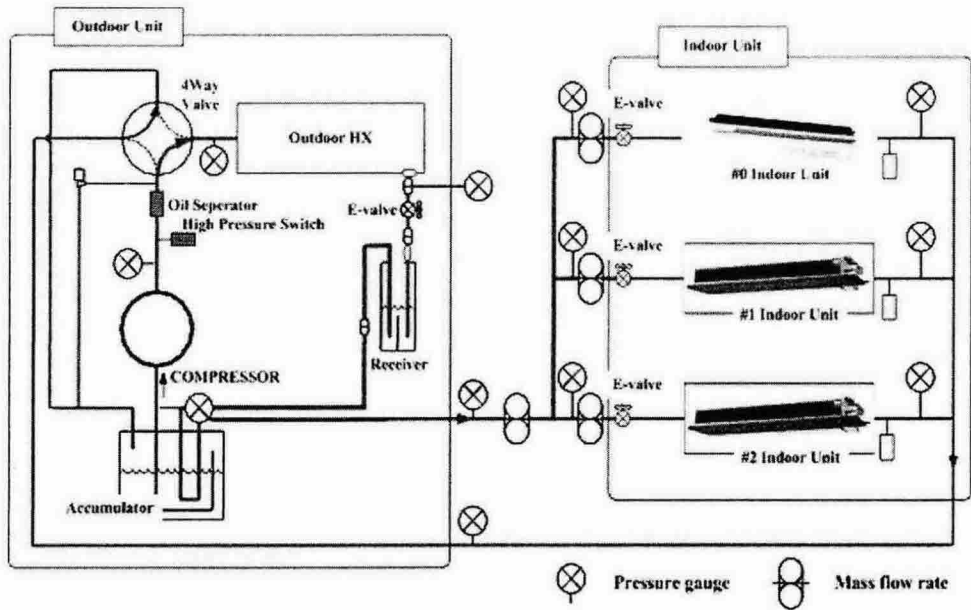 Outdoor Unit
Indoor Unit
4Way
Valve
Outdoor HX
E-valve
#0 Indoor Unit
Oil Seperator
High Pressure Switch
E-valve
E-valve
#1 Indoor Unit
Receiver
COMPRESSOR
E-valve
#2 Indoor Unit
Accumulator
Pressure gauge
Mass flow rate